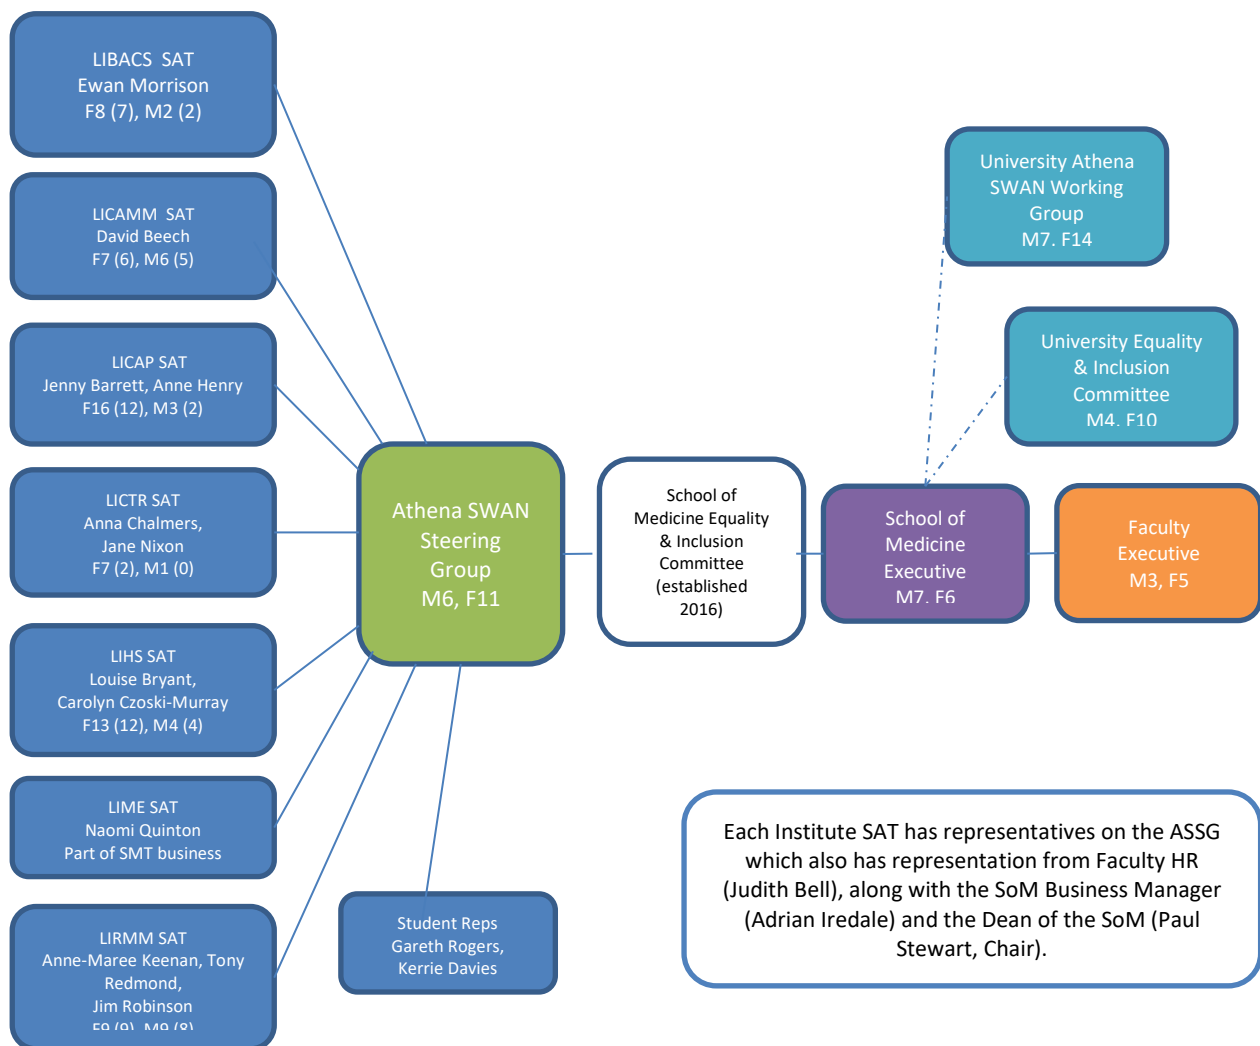 LIBACS SAT
Ewan Morrison
F8 (7), M2 (2)
LICAMM SAT
David Beech
F7 (6), M6 (5)
LICAP SAT
Jenny Barrett, Anne Henry
F16 (12), M3 (2)
LICTR SAT
Anna Chalmers,
Jane Nixon
F7 (2), M1 (0)
LIHS SAT
Louise Bryant,
Carolyn Czoski-Murray
F13 (12), M4 (4)
LIME SAT
Naomi Quinton
Part of SMT business
LIRMM SAT
Anne-Maree Keenan, Tony
Redmond,
Jim Robinson
F9 (9), M9 (8)
Student Reps
Gareth Rogers,
Kerrie Davies
Athena SWAN
Steering
Group
M6, F11
School of
Medicine Equality
& Inclusion
Committee
(established
2016)
School of
Medicine
Executive
M7, F6
Faculty
Executive
M3, F5
University Athena
SWAN Working
Group
M7. F14
University Equality
& Inclusion
Committee
M4, F10
Each Institute SAT has representatives on the ASSG
which also has representation from Faculty HR
(Judith Bell), along with the SoM Business Manager
(Adrian Iredale) and the Dean of the SoM (Paul
Stewart, Chair).